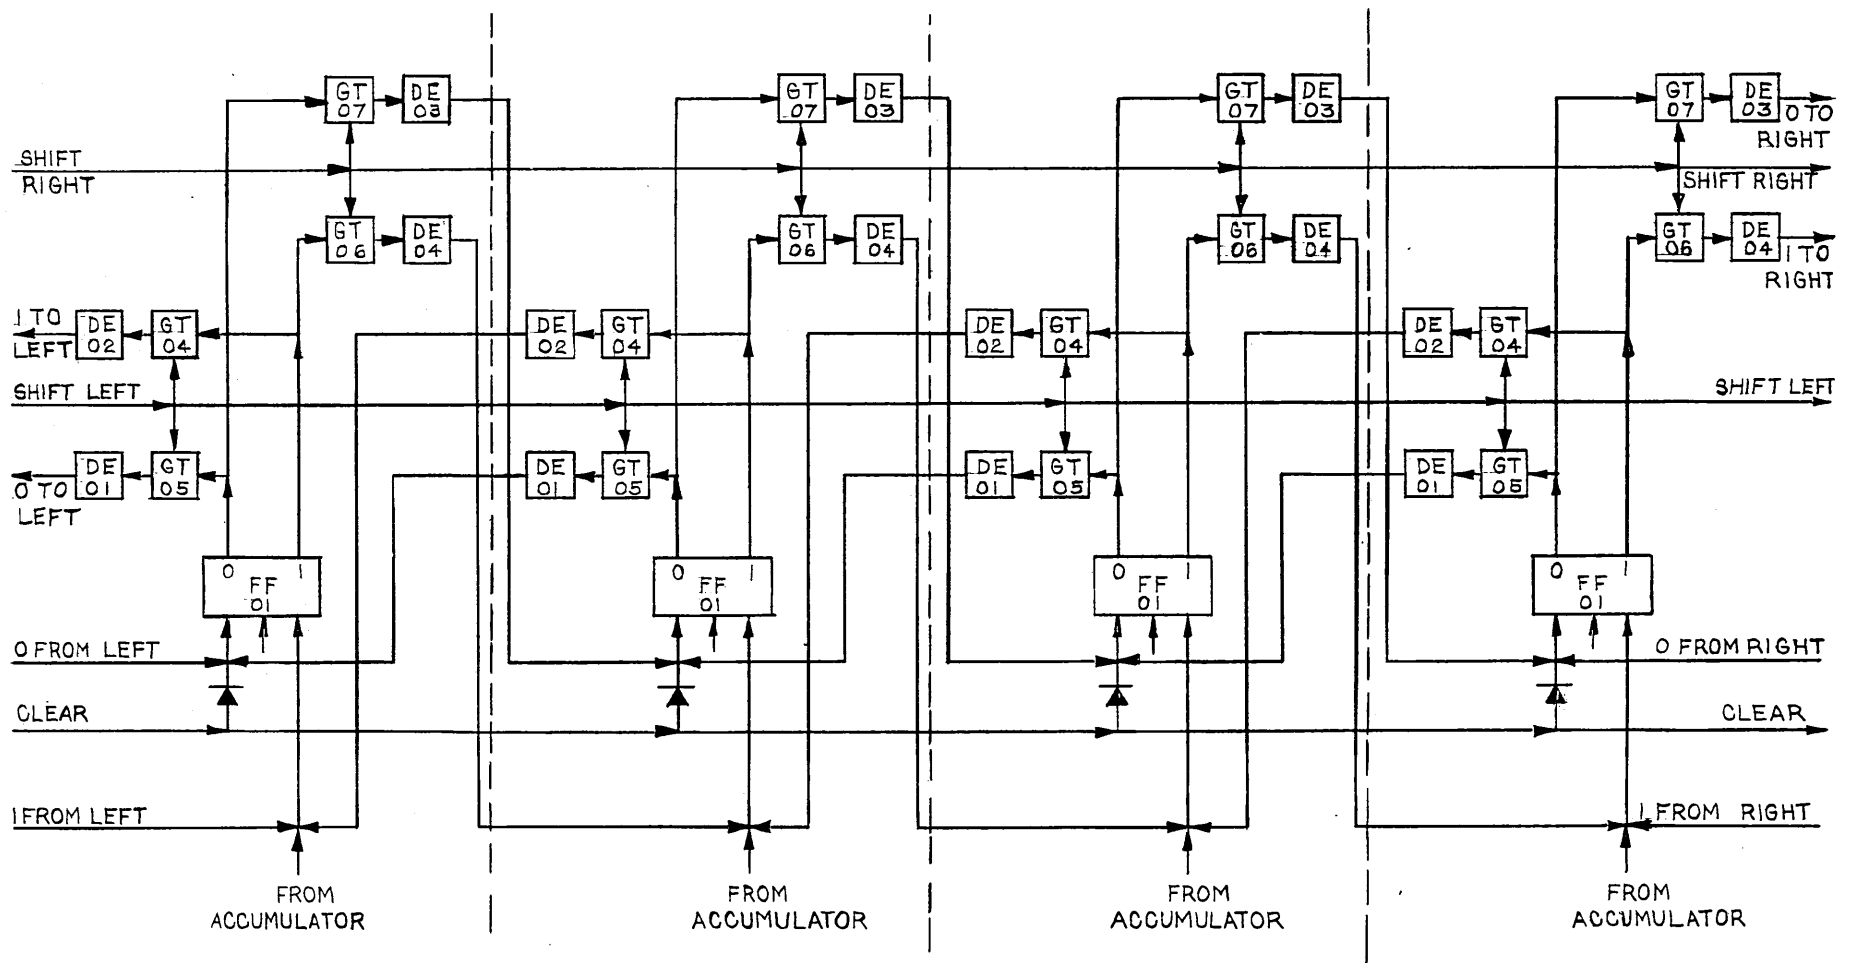 GT DE GT DE GT DE GT DE
07 03 07 03 07 03 07 03
0 TO
RIGHT
SHIFT
RIGHT
SHIFT RIGHT
GT DE GT DE GT DE GT DE
06 04 06 04 06 04 06 04
1 TO
RIGHT
1 TO
LEFT
DE GT DE GT DE GT DE GT
02 04 02 04 02 04 02 04
SHIFT LEFT
SHIFT LEFT
DE GT DE GT DE GT DE GT
01 05 01 05 01 05 01 05
0 TO
LEFT
0 1 0 1 0 1 0 1
FF FF FF FF
01 01 01 01
0 FROM LEFT
0 FROM RIGHT
CLEAR
CLEAR
1 FROM LEFT
1 FROM RIGHT
FROM
ACCUMULATOR
FROM
ACCUMULATOR
FROM
ACCUMULATOR
FROM
ACCUMULATOR